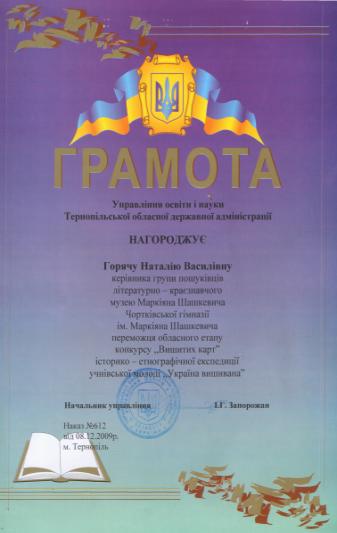 ГРАМОТА
Управління освіти і науки
Тернопільської обласної державної адміністрації
НАГОРОДЖУЄ
Горячу Наталію Василівну
керівника групи пошуківців
літературно – краєзнавчого
музею Маркіяна Шашкевича
Чортківської гімназії
ім. Маркіяна Шашкевича
переможця обласного етапу
конкурсу ,,Вишитих карт"
історико – етнографічної експедиції
учнівської молоді ,,Україна вишивана"
Начальник управління І.Г. Запорожан
Наказ №612
від 08.12.2009р.
м. Тернопіль